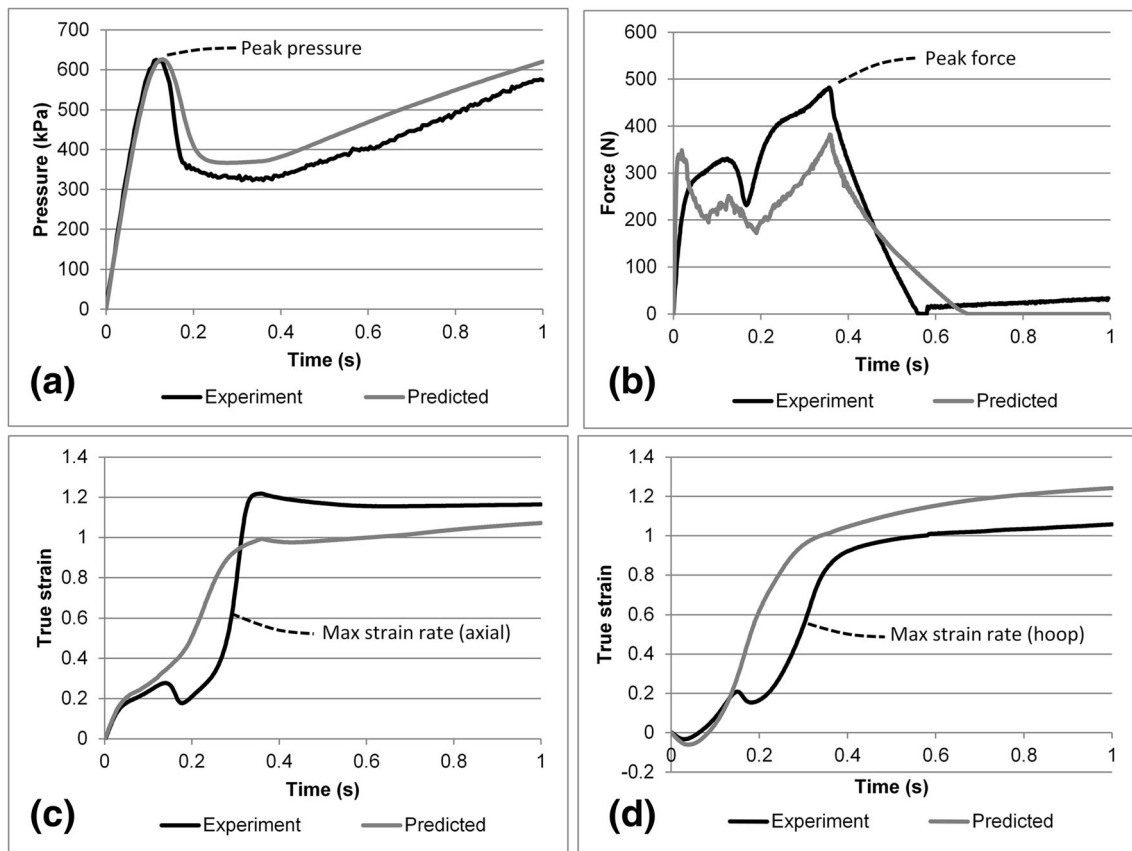 700
600
500
400
300
200
100
0
Pressure (kPa)
Peak pressure
0 0.2 0.4 0.6 0.8 1
Time (s)
(a)
Experiment Predicted
600
500
400
300
200
100
0
Force (N)
Peak force
0 0.2 0.4 0.6 0.8 1
Time (s)
(b)
Experiment Predicted
1.4
1.2
1
0.8
0.6
0.4
0.2
0
True strain
Max strain rate (axial)
0 0.2 0.4 0.6 0.8 1
Time (s)
(c)
Experiment Predicted
1.4
1.2
1
0.8
0.6
0.4
0.2
0
-0.2
True strain
Max strain rate (hoop)
0 0.2 0.4 0.6 0.8 1
Time (s)
(d)
Experiment Predicted